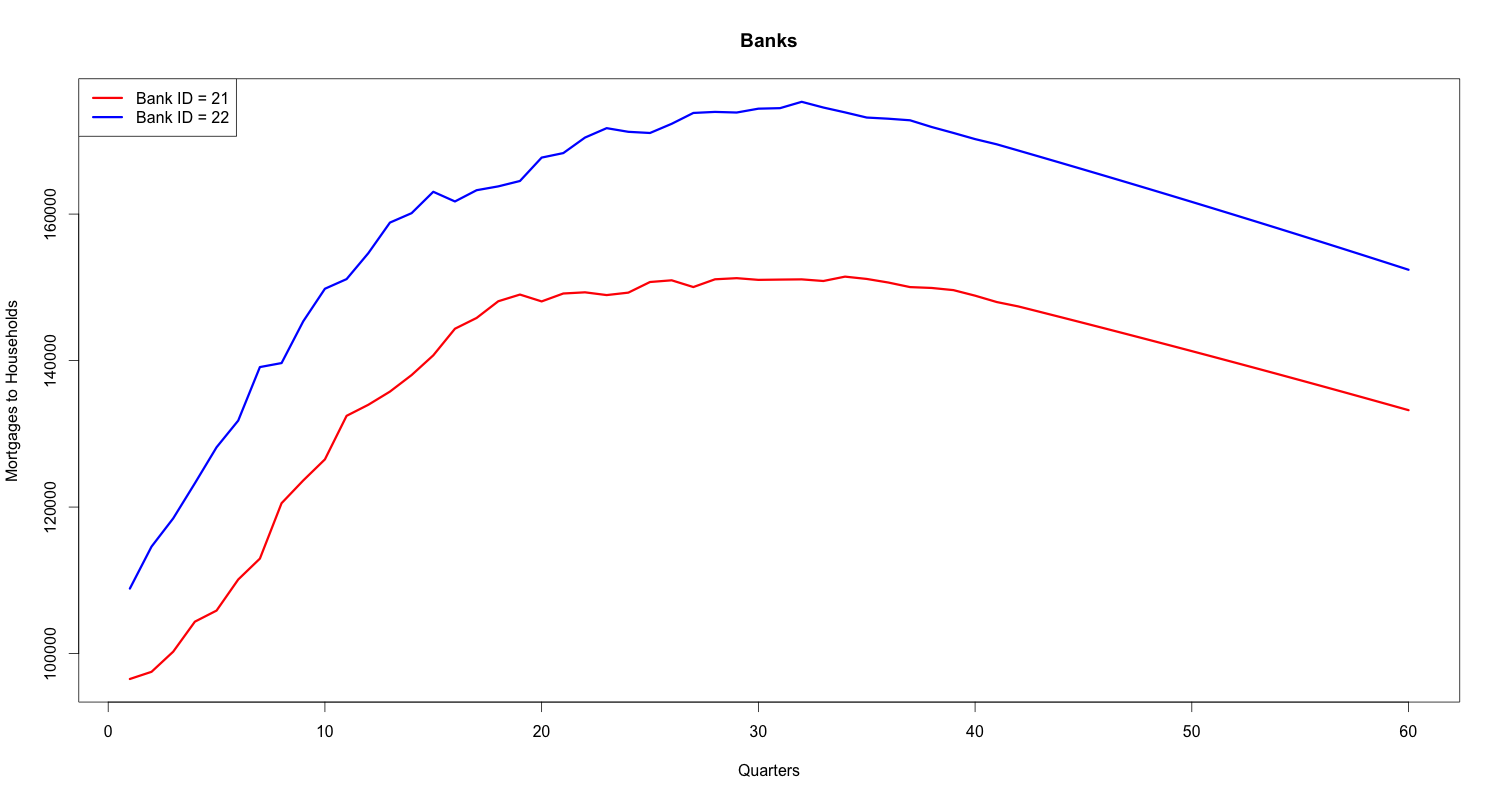 Banks
Bank ID = 21
Bank ID = 22
Mortgages to Households
160000
140000
120000
100000
0 10 20 30 40 50 60
Quarters